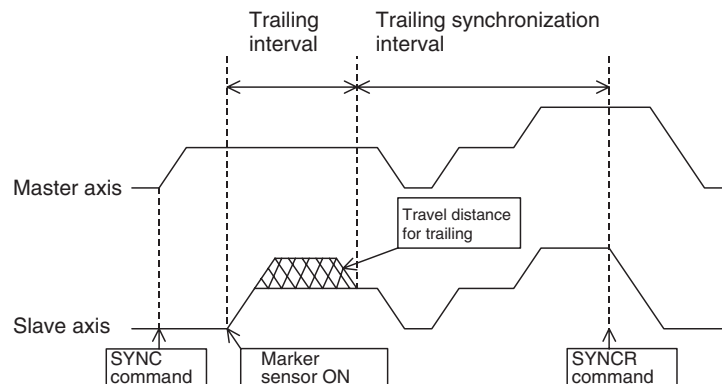 Trailing
interval
Trailing synchronization
interval
Master axis
Travel distance
for trailing
Slave axis
SYNC
command
Marker
sensor ON
SYNCR
command